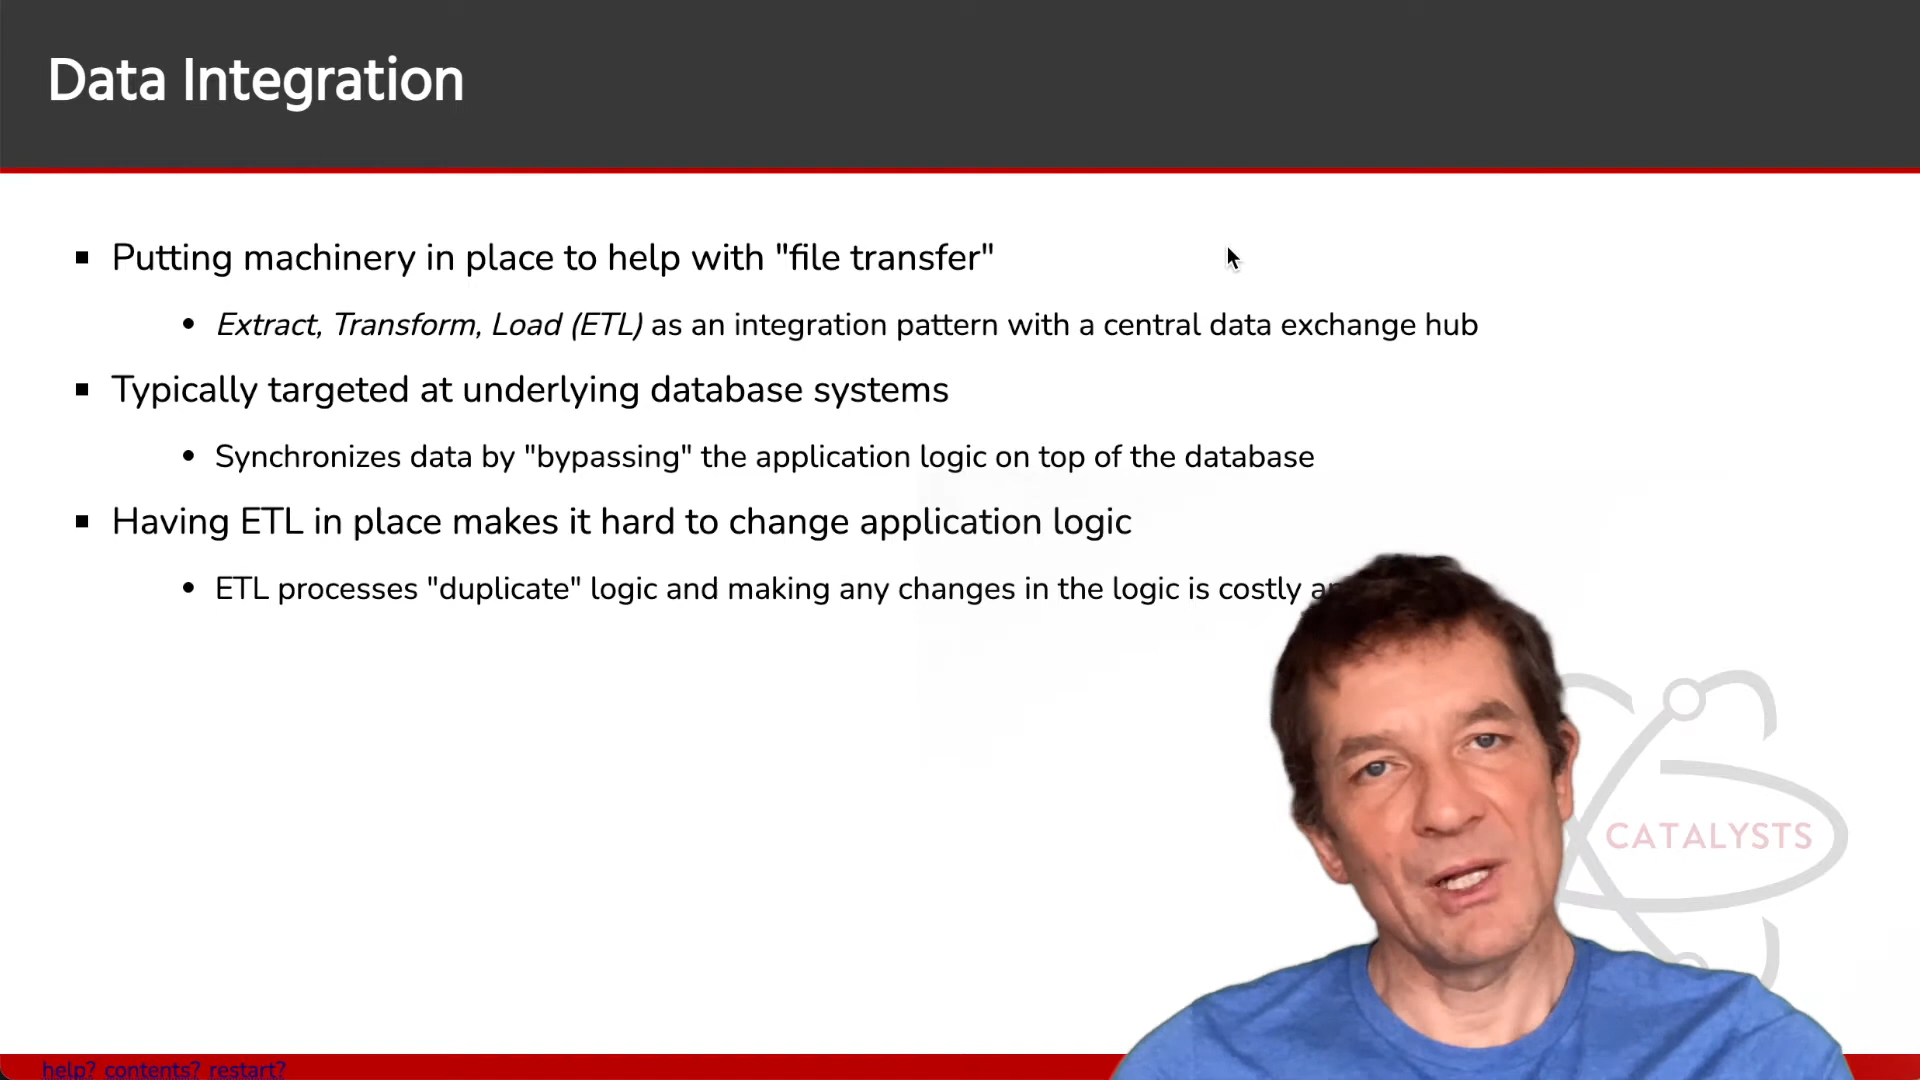 Data Integration
Putting machinery in place to help with "file transfer"
Extract, Transform, Load (ETL) as an integration pattern with a central data exchange hub
Typically targeted at underlying database systems
Synchronizes data by "bypassing" the application logic on top of the database
Having ETL in place makes it hard to change application logic
ETL processes "duplicate" logic and making any changes in the logic is costly
CATALYSTS
help? contents? restart?